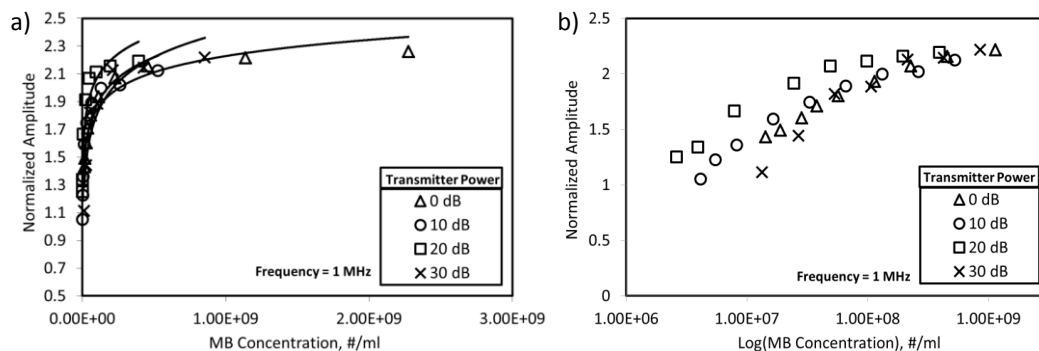 a)
Normalized Amplitude
2.5
2.3
2.1
1.9
1.7
1.5
1.3
1.1
0.9
0.7
0.5
0.00E+00
1.00E+09
2.00E+09
3.00E+09
MB Concentration, #/ml
Transmitter Power
0 dB
10 dB
20 dB
30 dB
Frequency = 1 MHz
b)
Normalized Amplitude
2.5
2
1.5
1
0.5
0
1.00E+06
1.00E+07
1.00E+08
1.00E+09
Log(MB Concentration), #/ml
Transmitter Power
0 dB
10 dB
20 dB
30 dB
Frequency = 1 MHz